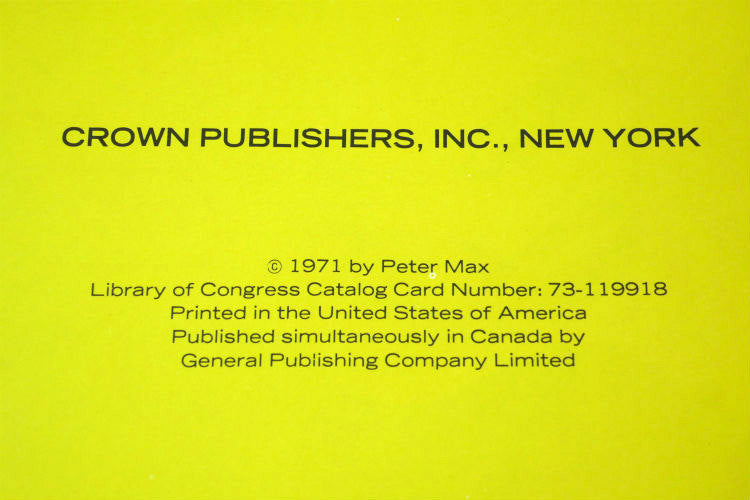 CROWN PUBLISHERS, INC., NEW YORK
© 1971 by Peter Max
Library of Congress Catalog Card Number: 73-119918
Printed in the United States of America
Published simultaneously in Canada by
General Publishing Company Limited